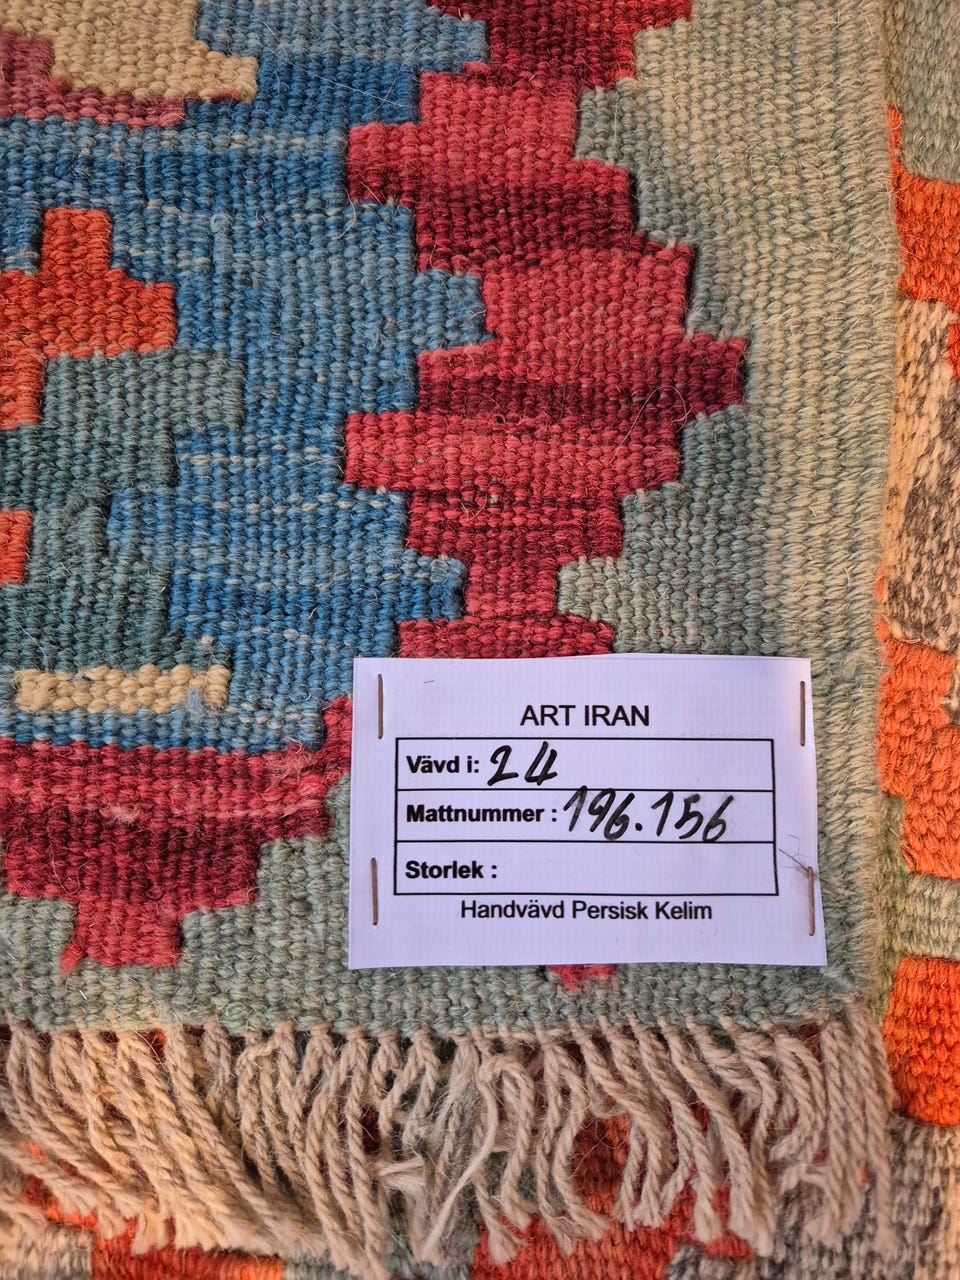 ART IRAN
Vävd i: 24
Mattnummer : 196.156
Storlek :
Handvävd Persisk Kelim